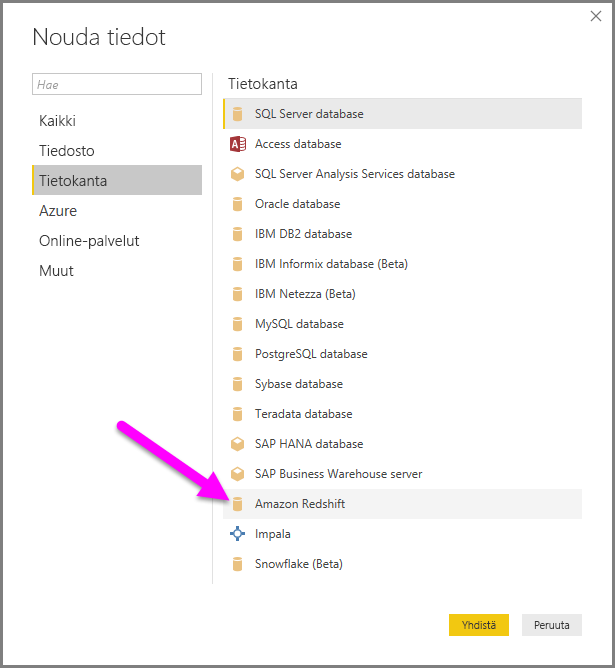 Nouda tiedot
Hae
Kaikki
Tiedosto
Tietokanta
Azure
Online-palvelut
Muut
Tietokanta
SQL Server database
Access database
SQL Server Analysis Services database
Oracle database
IBM DB2 database
IBM Informix database (Beta)
IBM Netezza (Beta)
MySQL database
PostgreSQL database
Sybase database
Teradata database
SAP HANA database
SAP Business Warehouse server
Amazon Redshift
Impala
Snowflake (Beta)
Yhdistä
Peruuta